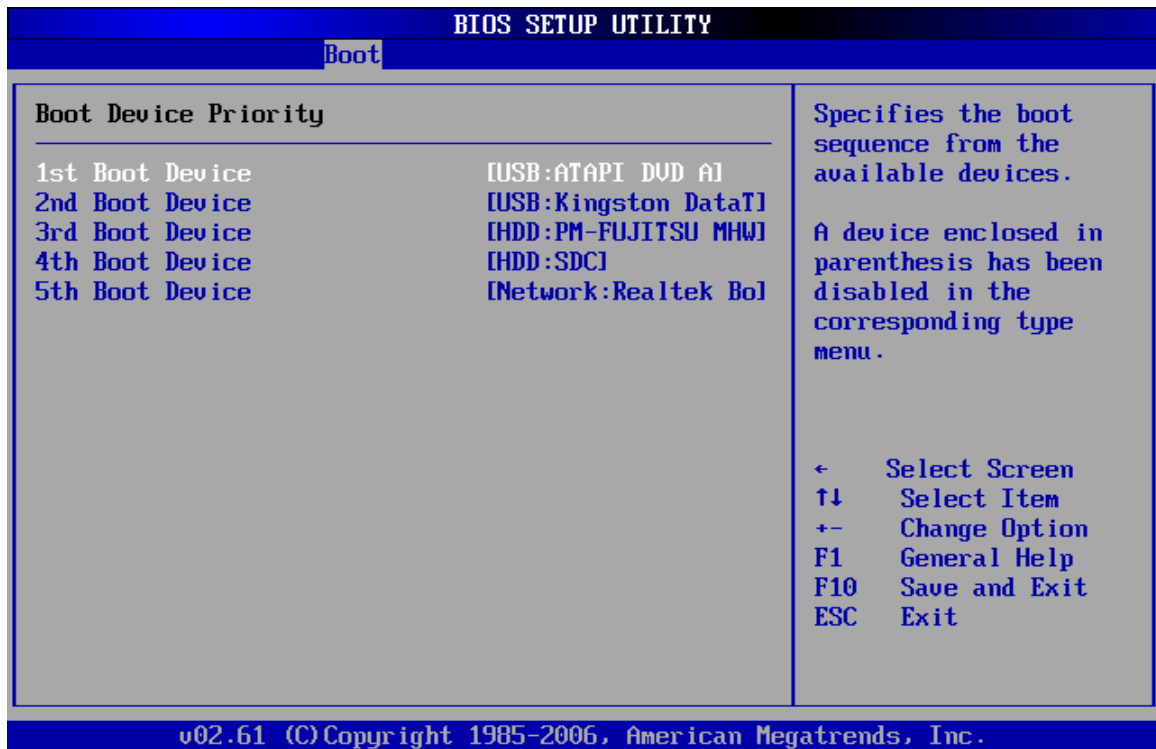 BIOS SETUP UTILITY
Boot
Boot Device Priority
1st Boot Device [USB:ATAPI DVD A]
2nd Boot Device [USB:Kingston DataT]
3rd Boot Device [HDD:PM-FUJITSU MHW]
4th Boot Device [HDD:SDC]
5th Boot Device [Network:Realtek Bo]
Specifies the boot
sequence from the
available devices.
A device enclosed in
parenthesis has been
disabled in the
corresponding type
menu.
← Select Screen
↑↓ Select Item
+- Change Option
F1 General Help
F10 Save and Exit
ESC Exit
v02.61 (C)Copyright 1985-2006, American Megatrends, Inc.